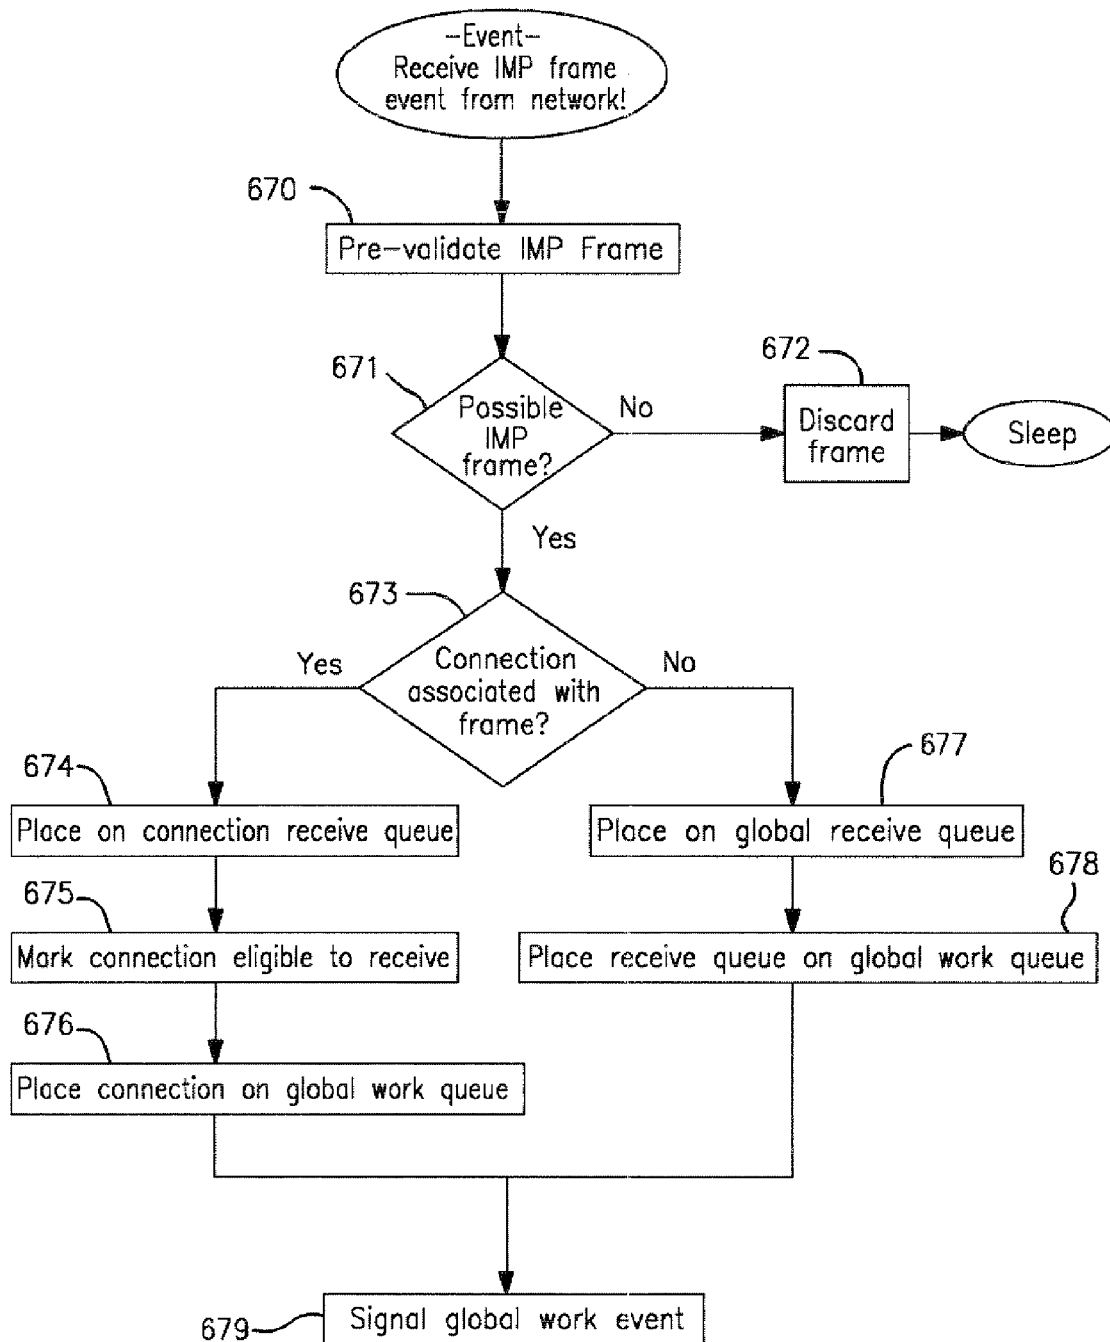 -Event-
Receive IMP frame
event from network!
670
Pre-validate IMP Frame
671
Possible
IMP
frame?
No
672
Discard
frame
Sleep
Yes
673
Connection
associated with
frame?
Yes
No
674
Place on connection receive queue
677
Place on global receive queue
675
Mark connection eligible to receive
678
Place receive queue on global work queue
676
Place connection on global work queue
679
Signal global work event